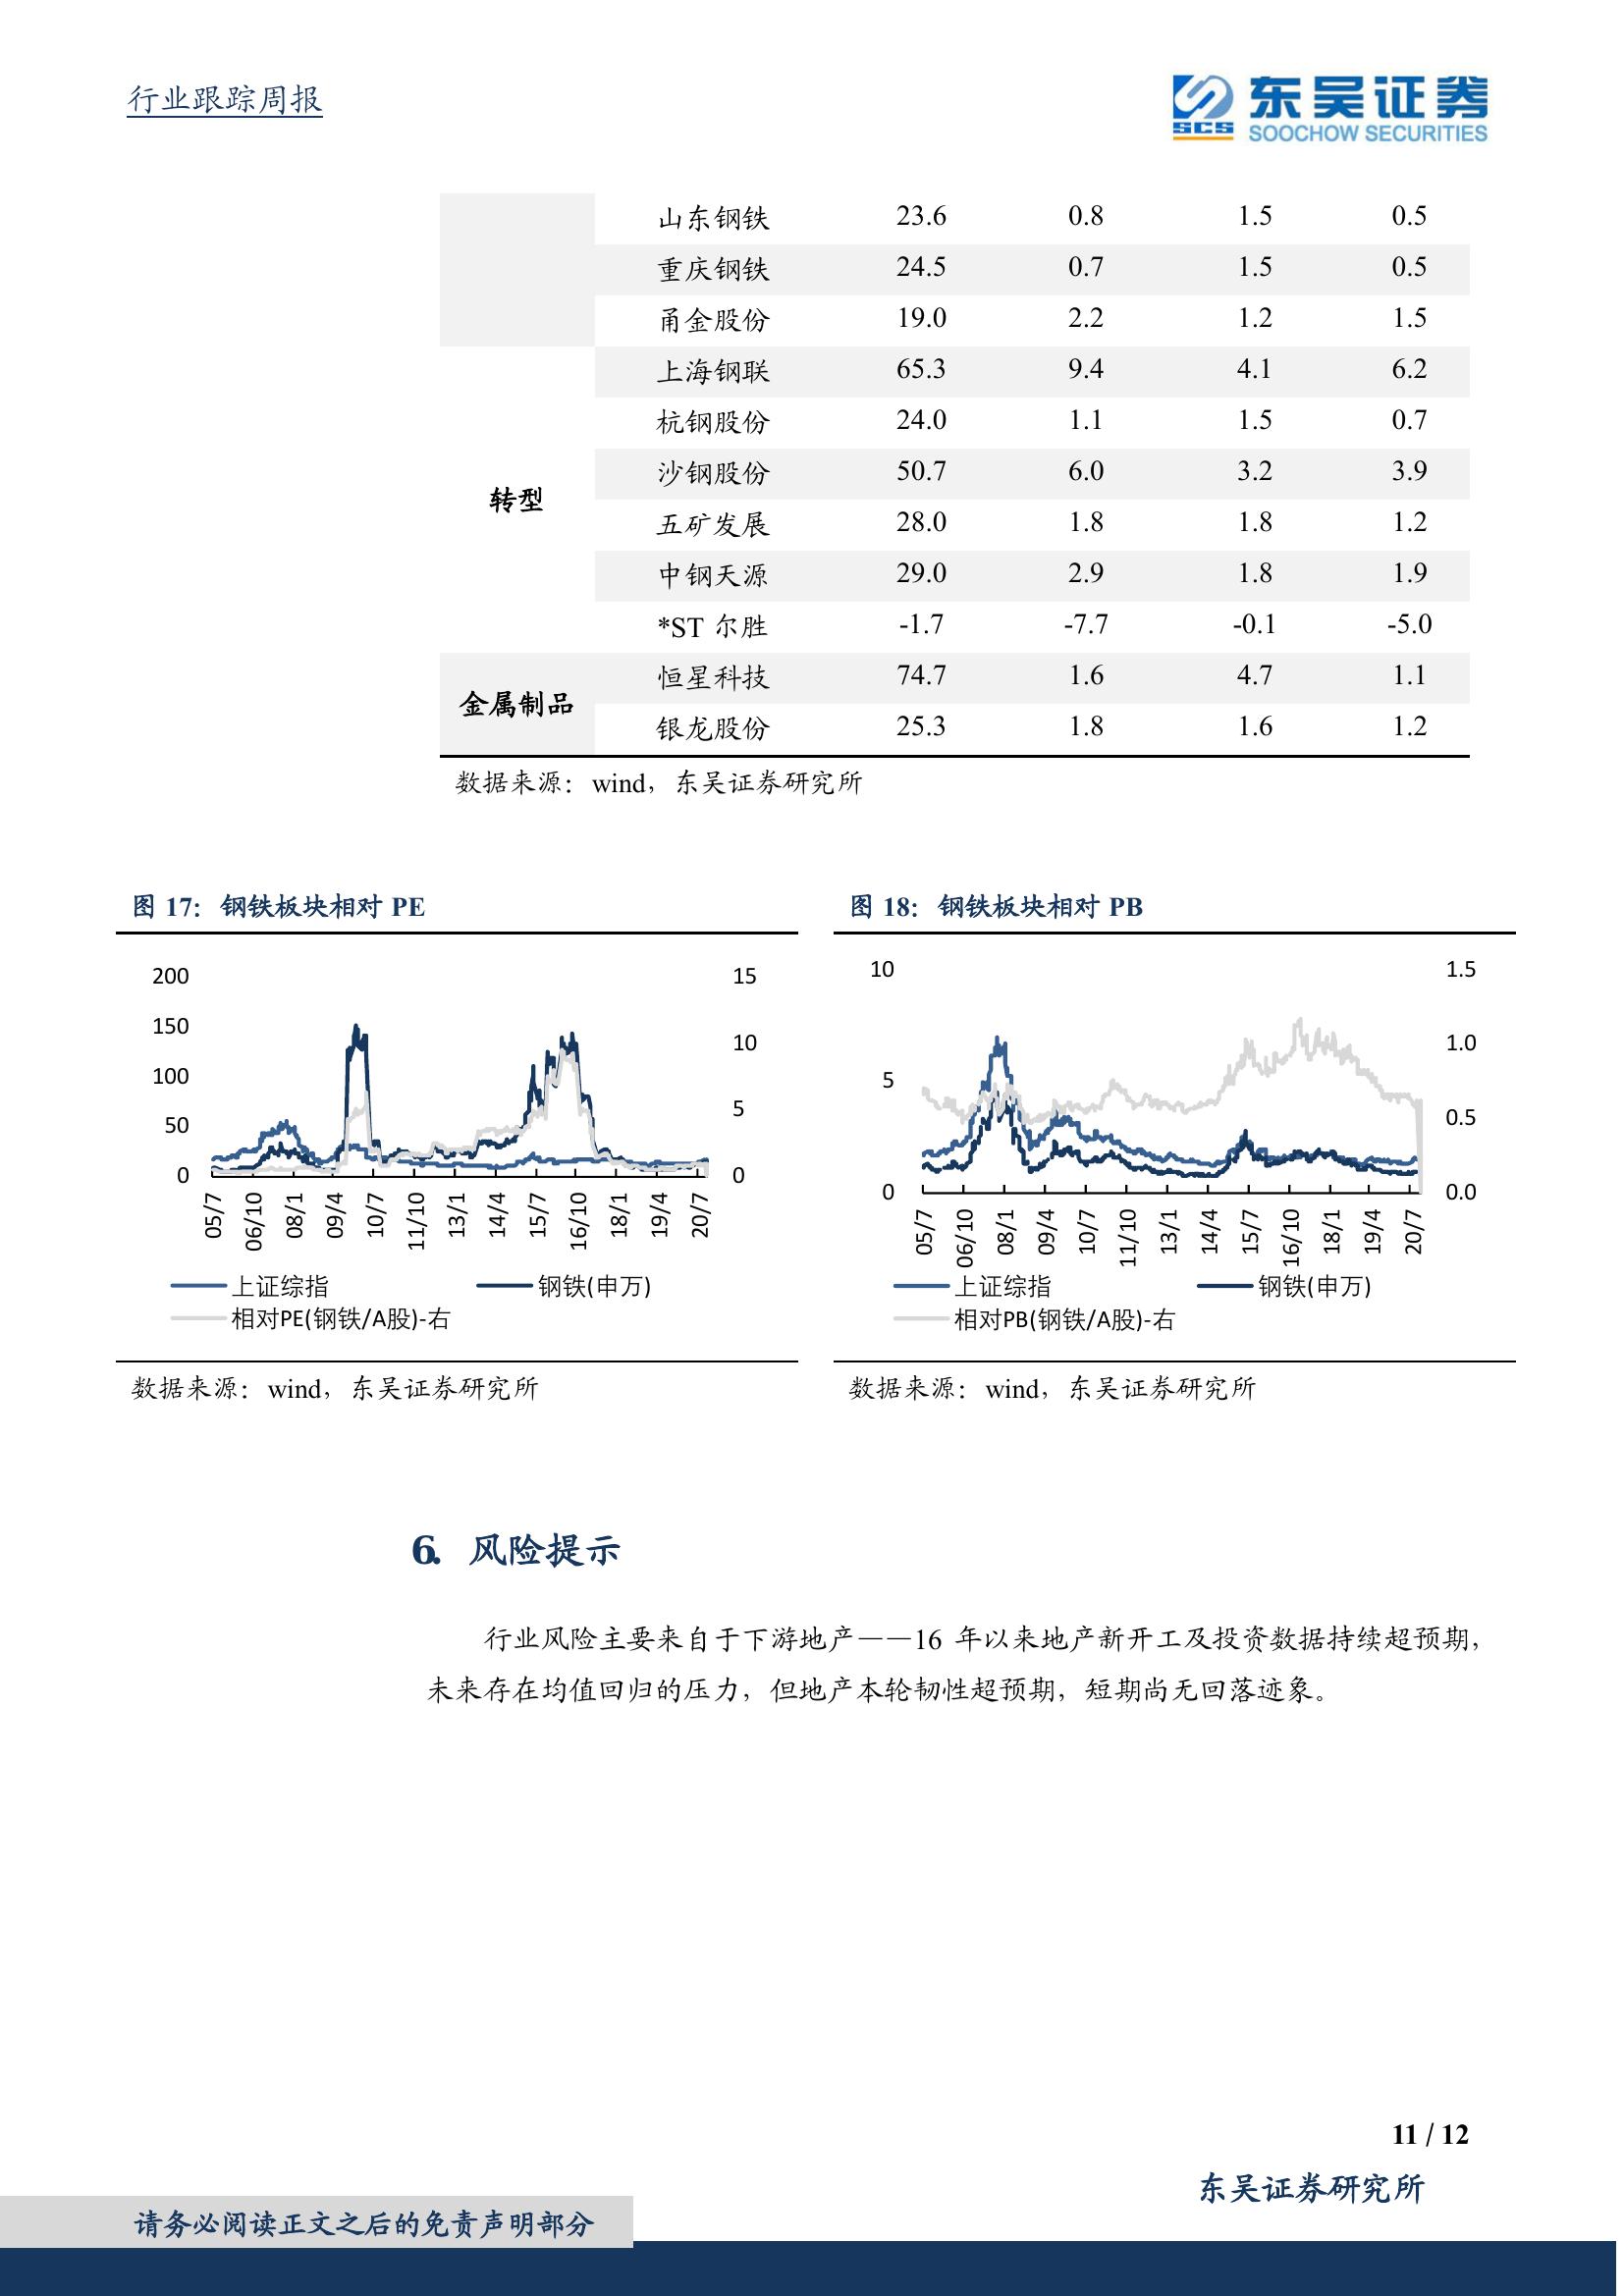 行业跟踪周报
SCS 东吴证券
SOOCHOW SECURITIES
山东钢铁 23.6 0.8 1.5 0.5
重庆钢铁 24.5 0.7 1.5 0.5
甬金股份 19.0 2.2 1.2 1.5
上海钢联 65.3 9.4 4.1 6.2
杭钢股份 24.0 1.1 1.5 0.7
沙钢股份 50.7 6.0 3.2 3.9
转型
五矿发展 28.0 1.8 1.8 1.2
中钢天源 29.0 2.9 1.8 1.9
*ST 尔胜 -1.7 -7.7 -0.1 -5.0
恒星科技 74.7 1.6 4.7 1.1
金属制品
银龙股份 25.3 1.8 1.6 1.2
数据来源：wind，东吴证券研究所
图 17：钢铁板块相对 PE
200 15
150
10
100
5
50
0 0
05/7 06/10 08/1 09/4 10/7 11/10 13/1 14/4 15/7 16/10 18/1 19/4 20/7
上证综指 钢铁(申万)
相对PE(钢铁/A股)-右
数据来源：wind，东吴证券研究所
图 18：钢铁板块相对 PB
10 1.5
1.0
5
0.5
0 0.0
05/7 06/10 08/1 09/4 10/7 11/10 13/1 14/4 15/7 16/10 18/1 19/4 20/7
上证综指 钢铁(申万)
相对PB(钢铁/A股)-右
数据来源：wind，东吴证券研究所
6. 风险提示
行业风险主要来自于下游地产——16 年以来地产新开工及投资数据持续超预期，
未来存在均值回归的压力，但地产本轮韧性超预期，短期尚无回落迹象。
11 / 12
东吴证券研究所
请务必阅读正文之后的免责声明部分